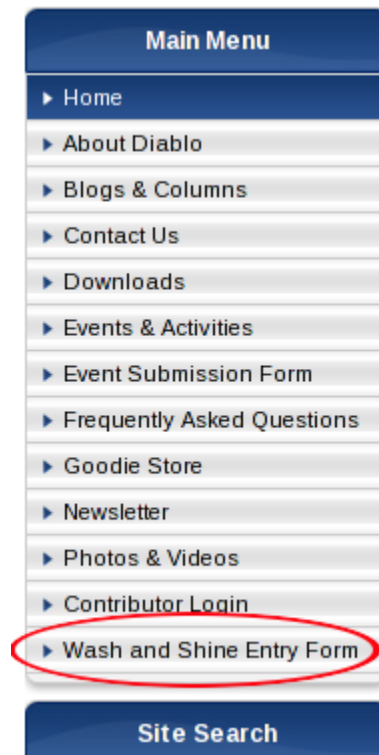 Main Menu
Home
About Diablo
Blogs & Columns
Contact Us
Downloads
Events & Activities
Event Submission Form
Frequently Asked Questions
Goodie Store
Newsletter
Photos & Videos
Contributor Login
Wash and Shine Entry Form
Site Search